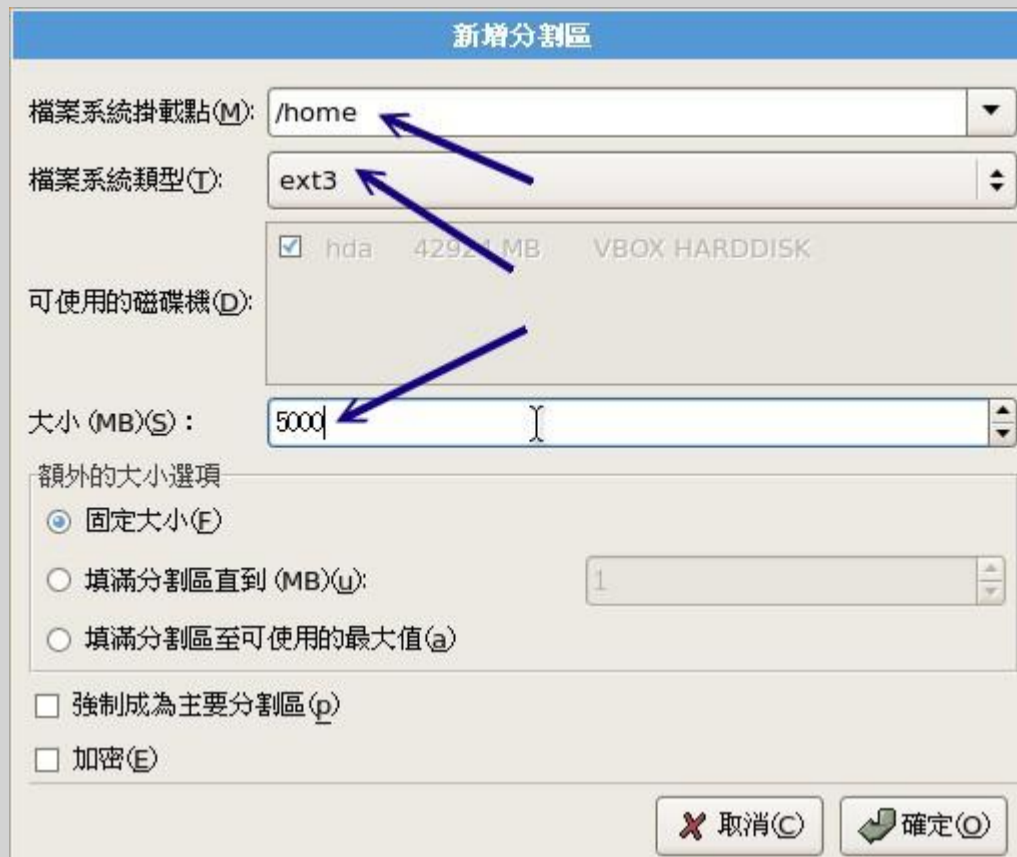 新增分割區
檔案系統掛載點(M): /home
檔案系統類型(T): ext3
hda 42924 MB VBOX HARDDISK
可使用的磁碟機(D):
大小 (MB)(S)： 5000
額外的大小選項
固定大小(F)
填滿分割區直到 (MB)(u): 1
填滿分割區至可使用的最大值(a)
強制成為主要分割區(p)
加密(E)
取消(C) 確定(O)